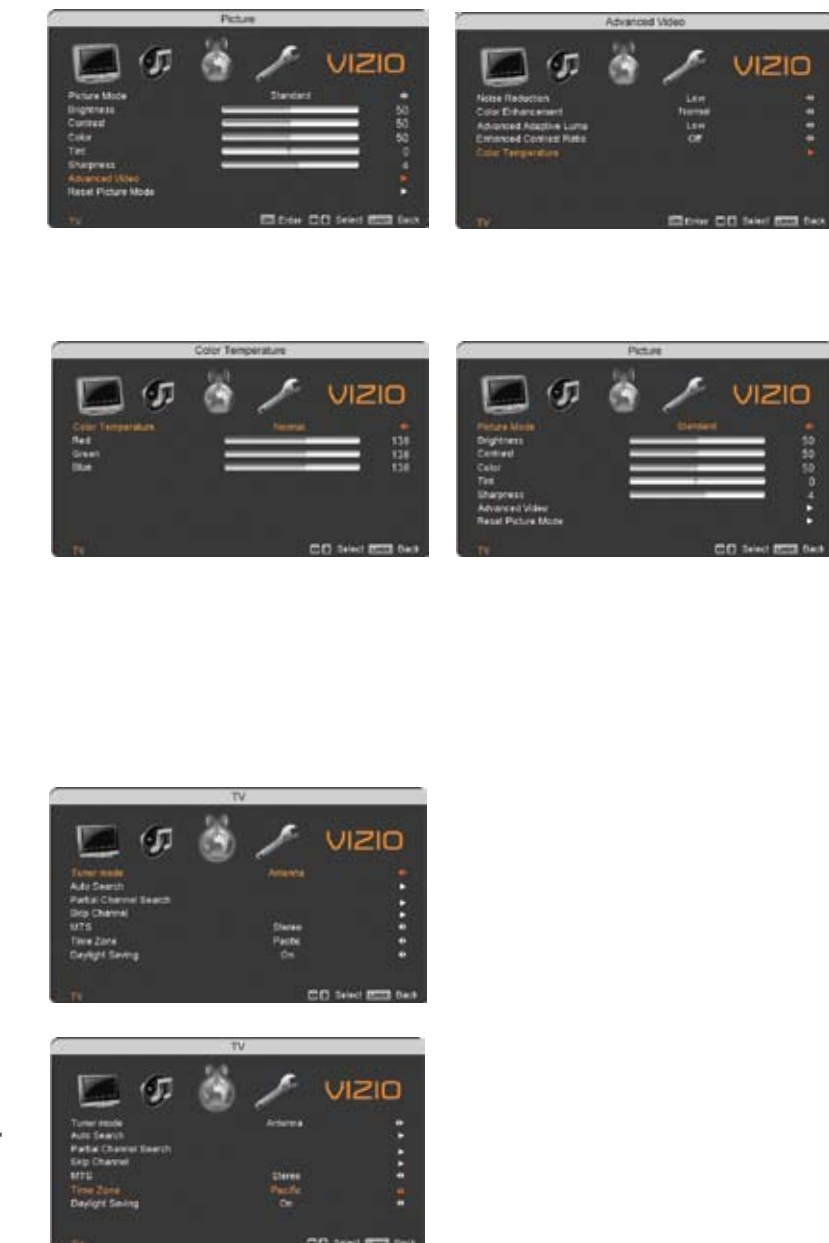 Picture
VIZIO
Picture Mode Standard
Brightness 50
Contrast 50
Color 50
Tint 0
Sharpness 4
Advanced Video
Reset Picture Mode
TV Enter Select Back
Advanced Video
VIZIO
Noise Reduction Low
Color Enhancement Normal
Advanced Adaptive Luma Low
Enhanced Contrast Ratio Off
Color Temperature
TV Enter Select Back
Color Temperature
VIZIO
Color Temperature Normal
Red 138
Green 138
Blue 138
TV Select Back
Picture
VIZIO
Picture Mode Standard
Brightness 50
Contrast 50
Color 50
Tint 0
Sharpness 4
Advanced Video
Reset Picture Mode
TV Select Back
TV
VIZIO
Tuner mode Antenna
Auto Search
Partial Channel Search
Skip Channel
MTS Stereo
Time Zone Pacific
Daylight Saving On
TV Select Back
TV
VIZIO
Tuner mode Antenna
Auto Search
Partial Channel Search
Skip Channel
MTS Stereo
Time Zone Pacific
Daylight Saving On
TV Select Back